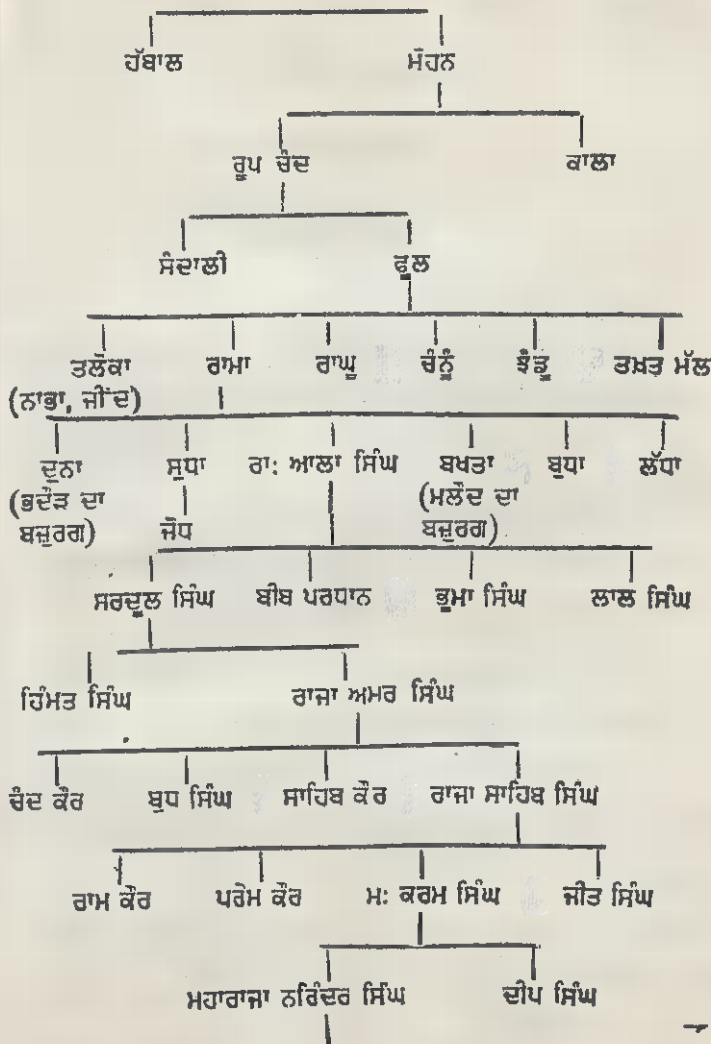 ਹੱਬਾਲ ਮੋਹਨ
ਰੂਪ ਚੰਦ ਕਾਲਾ
ਸੰਦਾਲੀ ਫੂਲ
ਤਲੋਕਾ ਰਾਮਾ ਰਾਘੂ ਚੰਨੂੰ ਝੰਡੂ ਤਖ਼ਤ ਮੱਲ
(ਨਾਭਾ, ਜੀਂਦ)
ਦੁਨਾ ਸੁਧਾ ਰਾ: ਆਲਾ ਸਿੰਘ ਬਖਤਾ ਬੁਧਾ ਲੱਧਾ
(ਭਦੌੜ ਦਾ (ਮਲੌਦ ਦਾ
ਬਜ਼ੁਰਗ) ਜੋਧ ਬਜ਼ੁਰਗ)
ਸਰਦੂਲ ਸਿੰਘ ਬੀਬ ਪਰਧਾਨ ਭੂਮਾ ਸਿੰਘ ਲਾਲ ਸਿੰਘ
ਹਿੰਮਤ ਸਿੰਘ ਰਾਜਾ ਅਮਰ ਸਿੰਘ
ਚੰਦ ਕੌਰ ਬੁਧ ਸਿੰਘ ਸਾਹਿਬ ਕੌਰ ਰਾਜਾ ਸਾਹਿਬ ਸਿੰਘ
ਰਾਮ ਕੌਰ ਪਰੇਮ ਕੌਰ ਮ: ਕਰਮ ਸਿੰਘ ਜੀਤ ਸਿੰਘ
ਮਹਾਰਾਜਾ ਨਰਿੰਦਰ ਸਿੰਘ ਦੀਪ ਸਿੰਘ